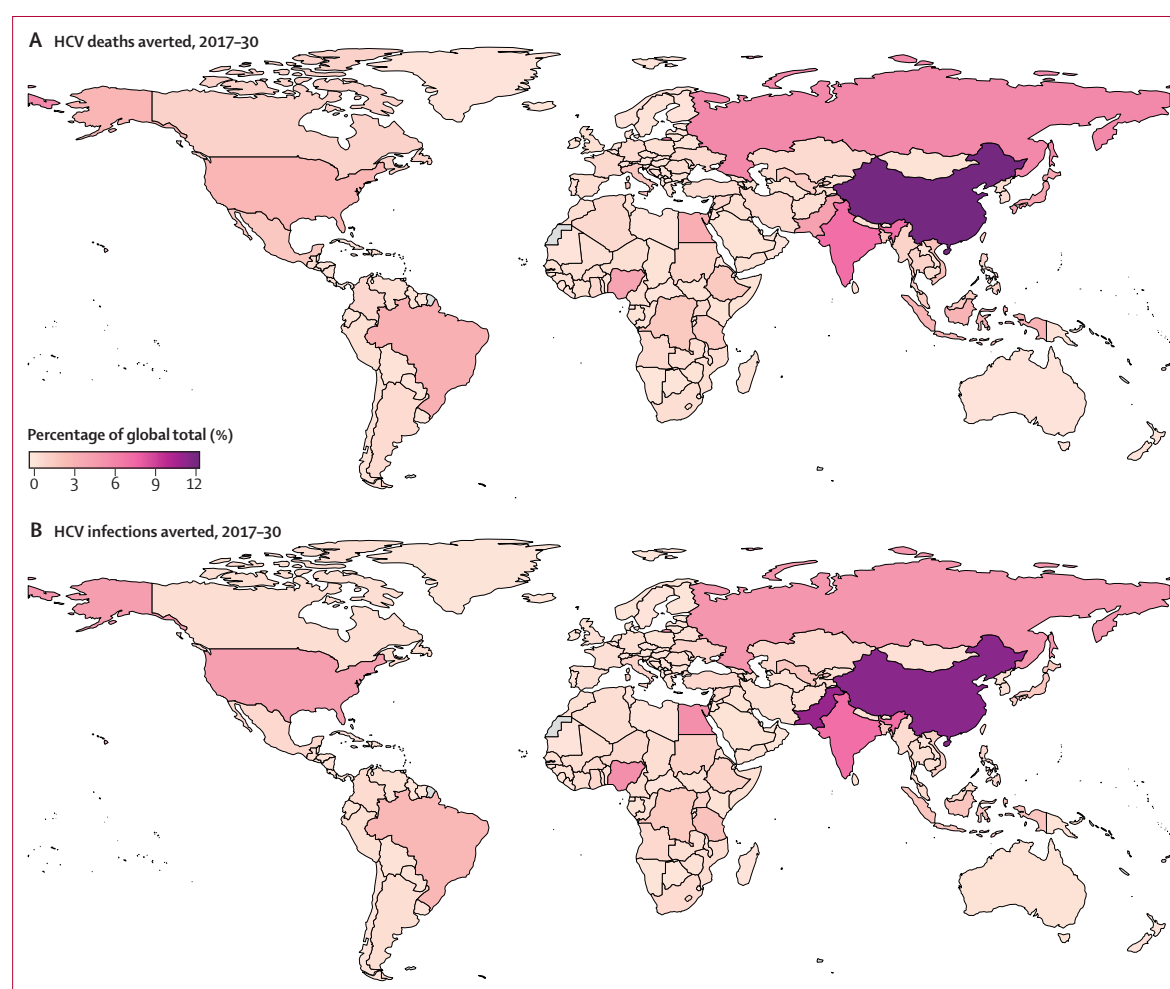 A HCV deaths averted, 2017–30
Percentage of global total (%)
0 3 6 9 12
B HCV infections averted, 2017–30